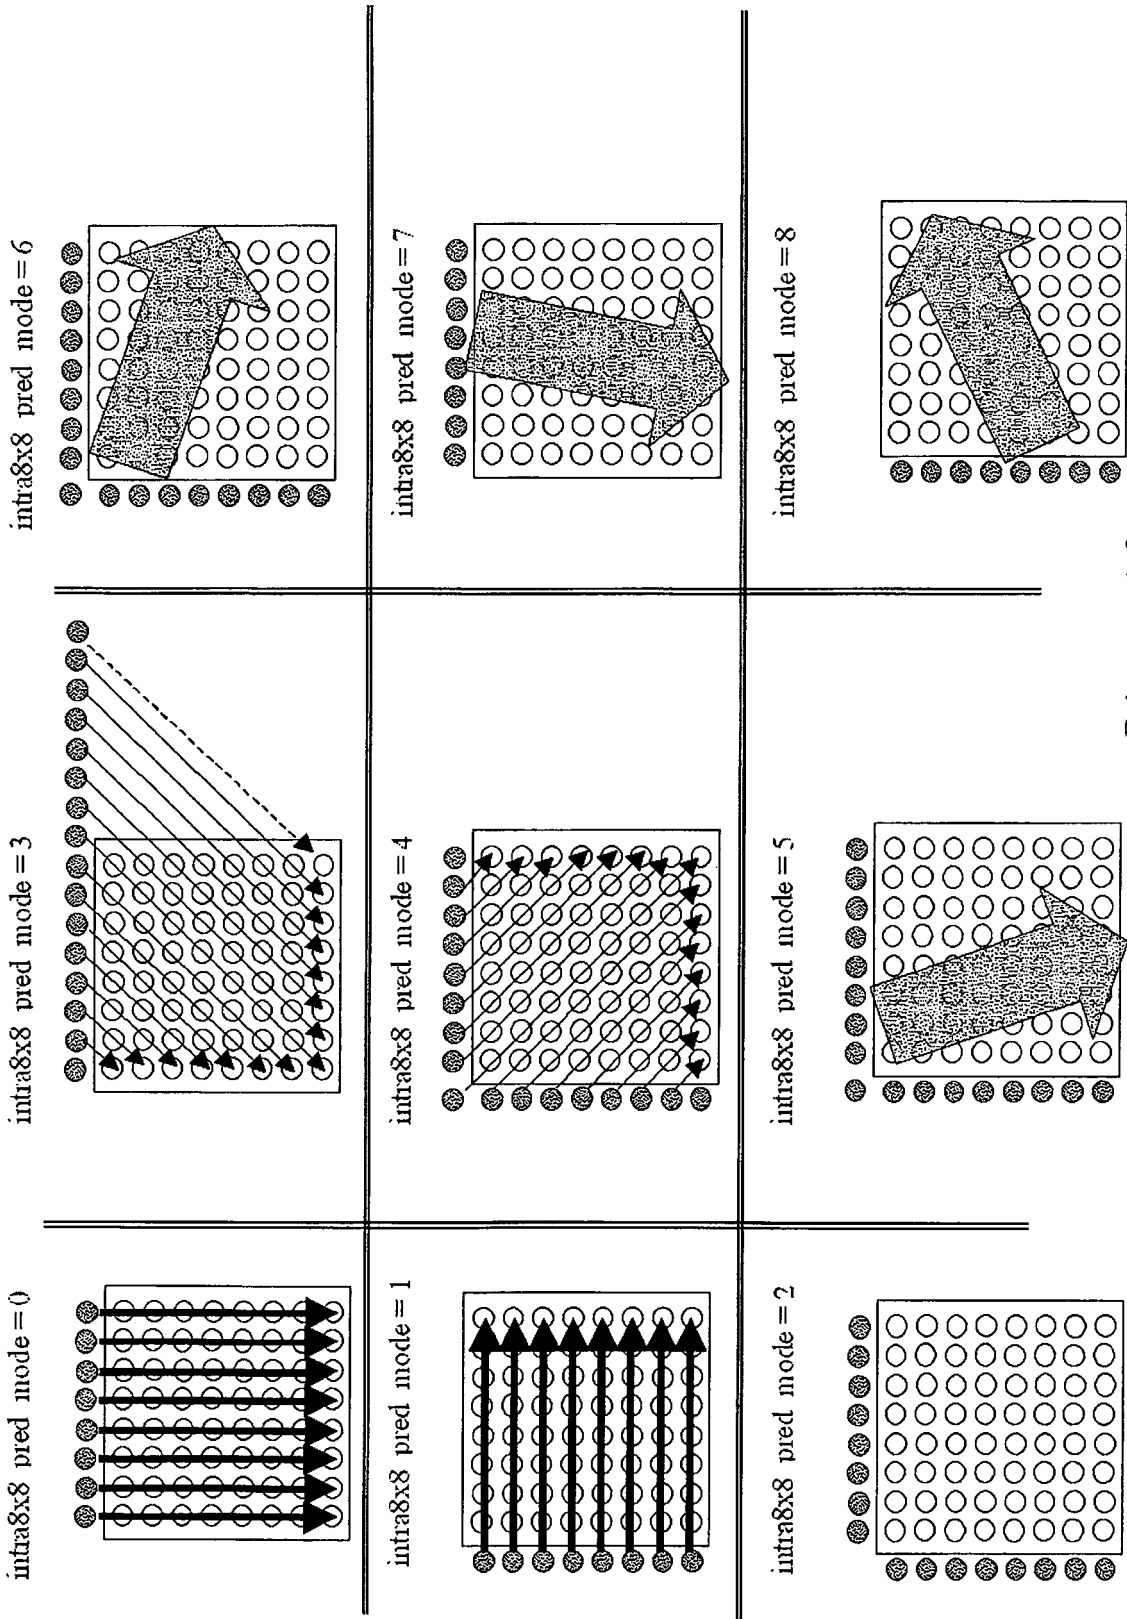 intra8x8 pred mode = 0
intra8x8 pred mode = 3
intra8x8 pred mode = 6
intra8x8 pred mode = 1
intra8x8 pred mode = 4
intra8x8 pred mode = 7
intra8x8 pred mode = 2
intra8x8 pred mode = 5
intra8x8 pred mode = 8